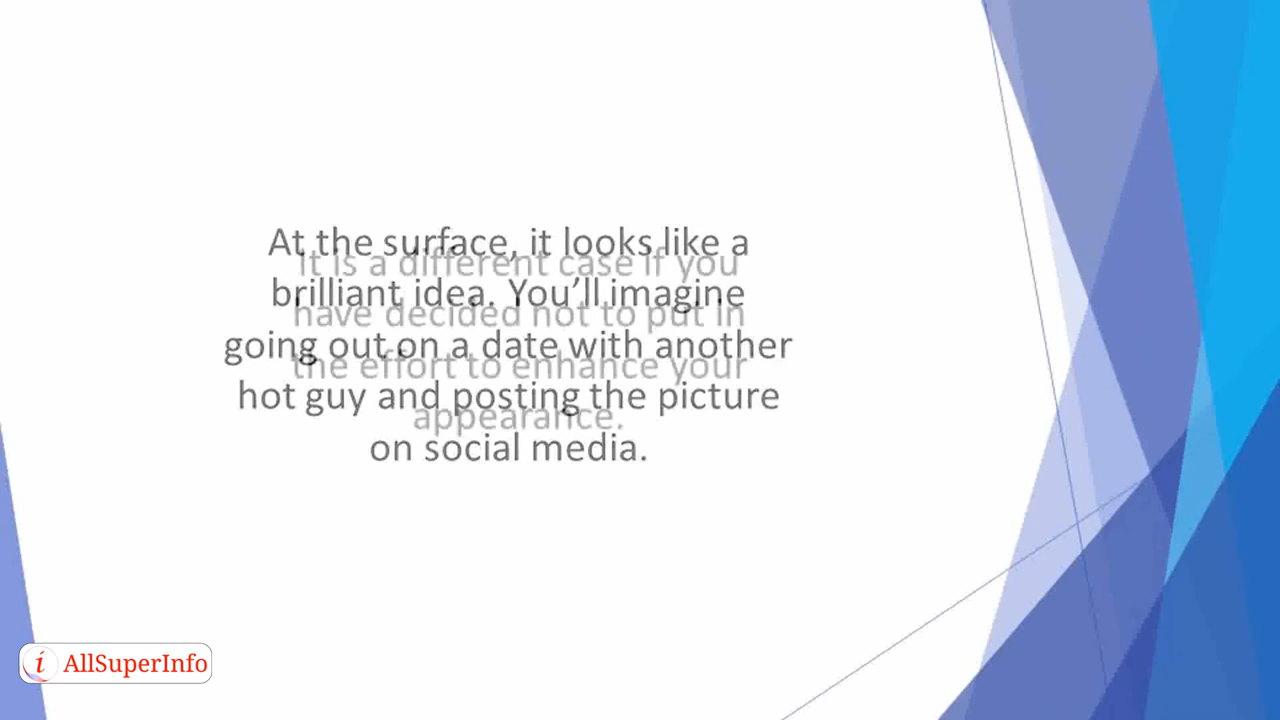 At the surface, it looks like a
brilliant idea. You’ll imagine
going out on a date with another
hot guy and posting the picture
on social media.
It is a different case if you
have decided not to put in
the effort to enhance your
appearance.
i AllSuperInfo